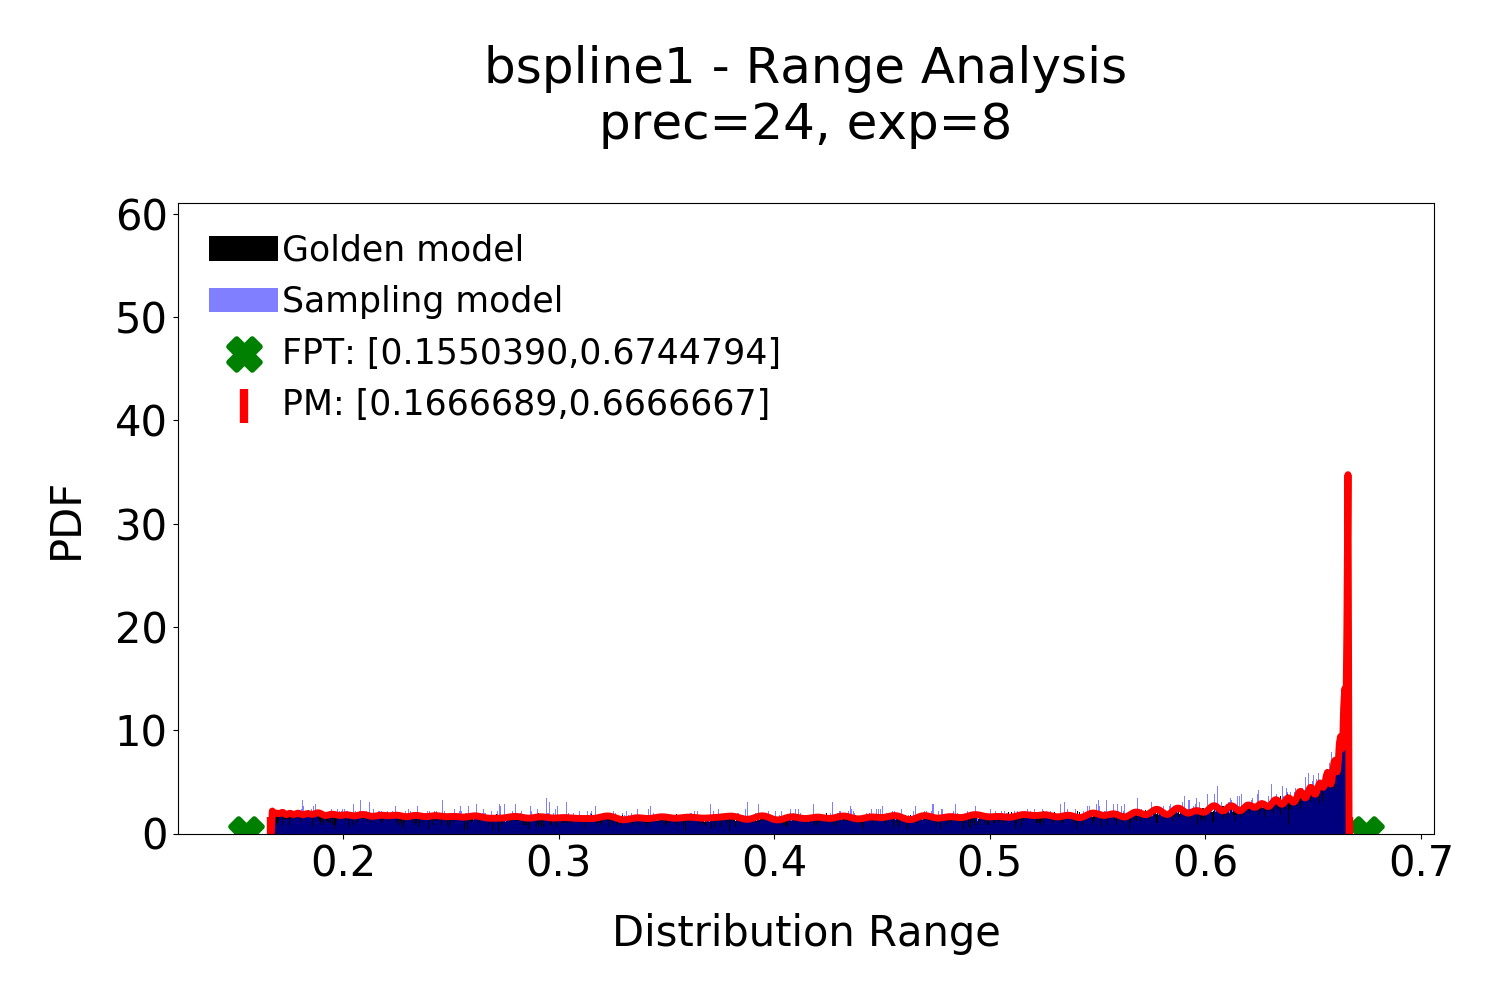 bspline1 - Range Analysis
prec=24, exp=8
60
50
40
30
20
10
0
PDF
Golden model
Sampling model
FPT: [0.1550390,0.6744794]
PM: [0.1666689,0.6666667]
0.2 0.3 0.4 0.5 0.6 0.7
Distribution Range